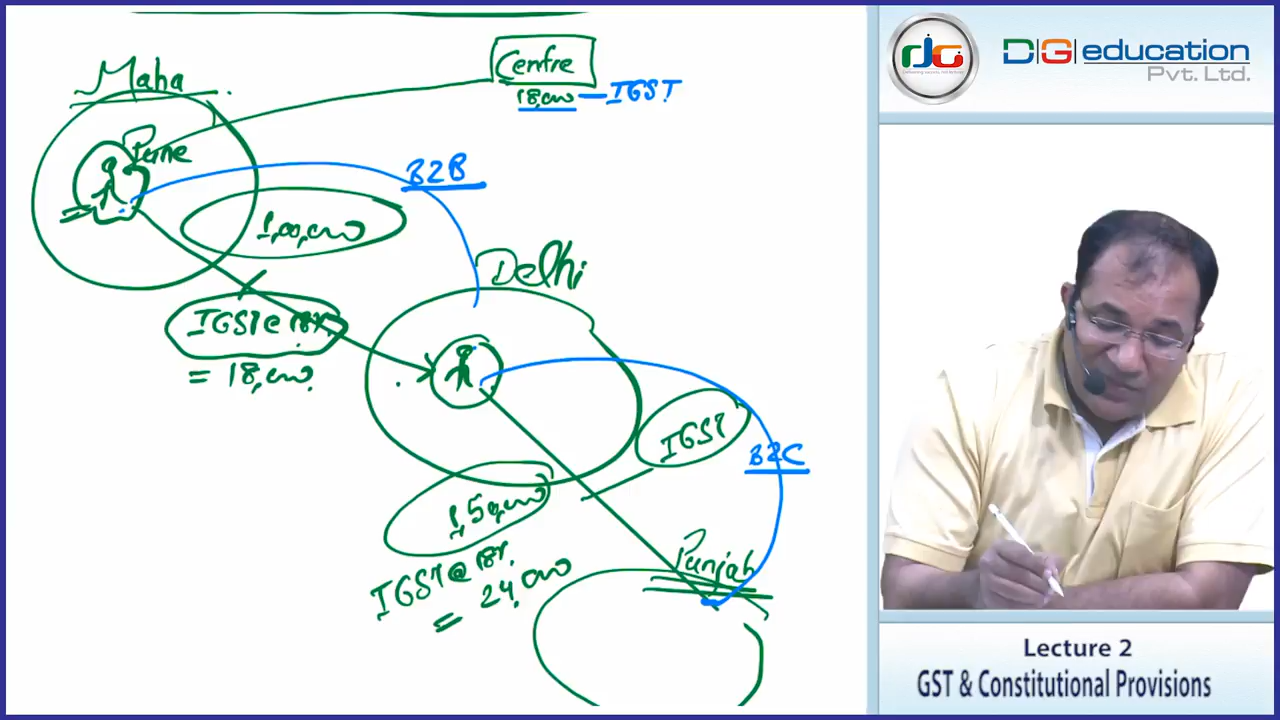 Maha
Centre
18,000 — IGST
Pune
B2B
1,00,000
Delhi
IGST @ 18%
= 18,000
IGST
B2C
1,50,000
IGST @ 18%
= 24,000
Punjab
DG education
Pvt. Ltd.
Lecture 2
GST & Constitutional Provisions